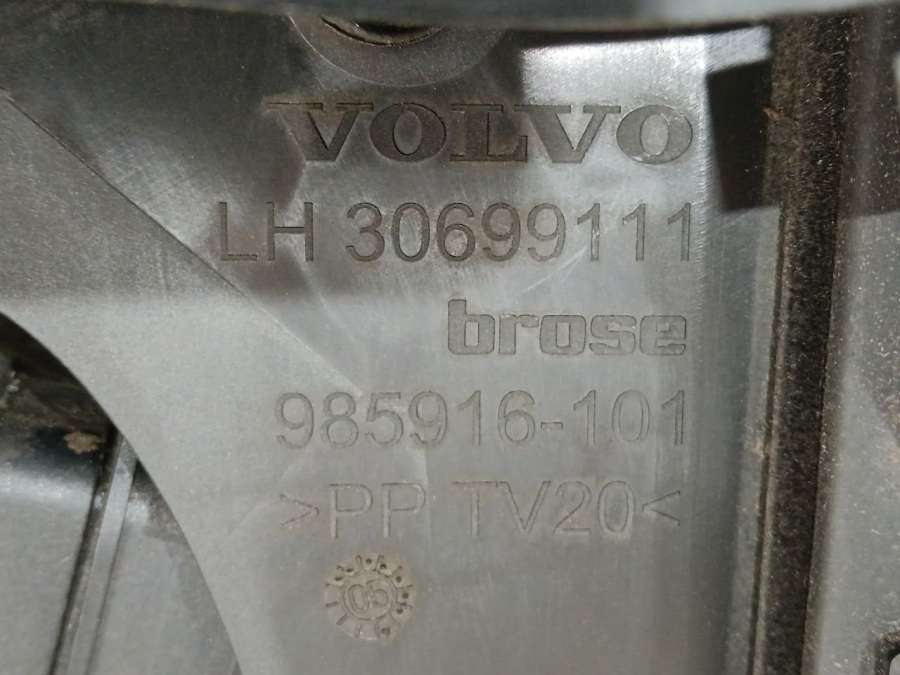 VOLVO
LH 30699111
brose
985916-101
>PP TV20<
05